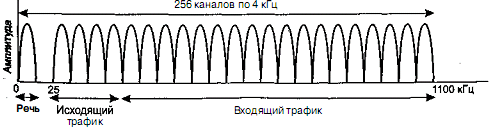 256 каналов по 4 кГц
Амплитуда
0
25
1100 кГц
Речь
Исходящий
трафик
Входящий трафик